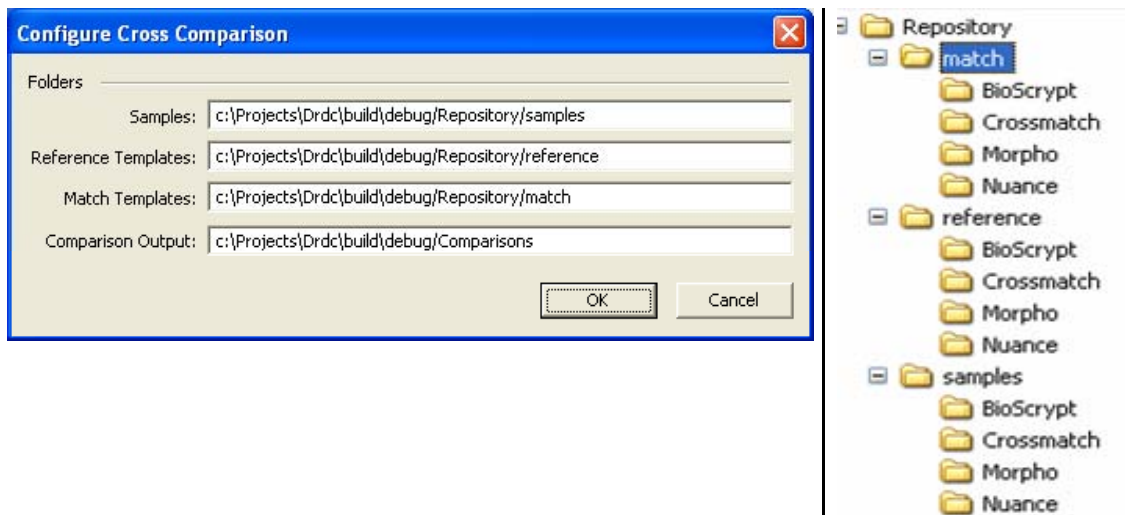 Configure Cross Comparison
Folders
Samples: c:\Projects\Drdc\build\debug/Repository/samples
Reference Templates: c:\Projects\Drdc\build\debug/Repository/reference
Match Templates: c:\Projects\Drdc\build\debug/Repository/match
Comparison Output: c:\Projects\Drdc\build\debug/Comparisons
OK Cancel
Repository
match
BioScrypt
Crossmatch
Morpho
Nuance
reference
BioScrypt
Crossmatch
Morpho
Nuance
samples
BioScrypt
Crossmatch
Morpho
Nuance